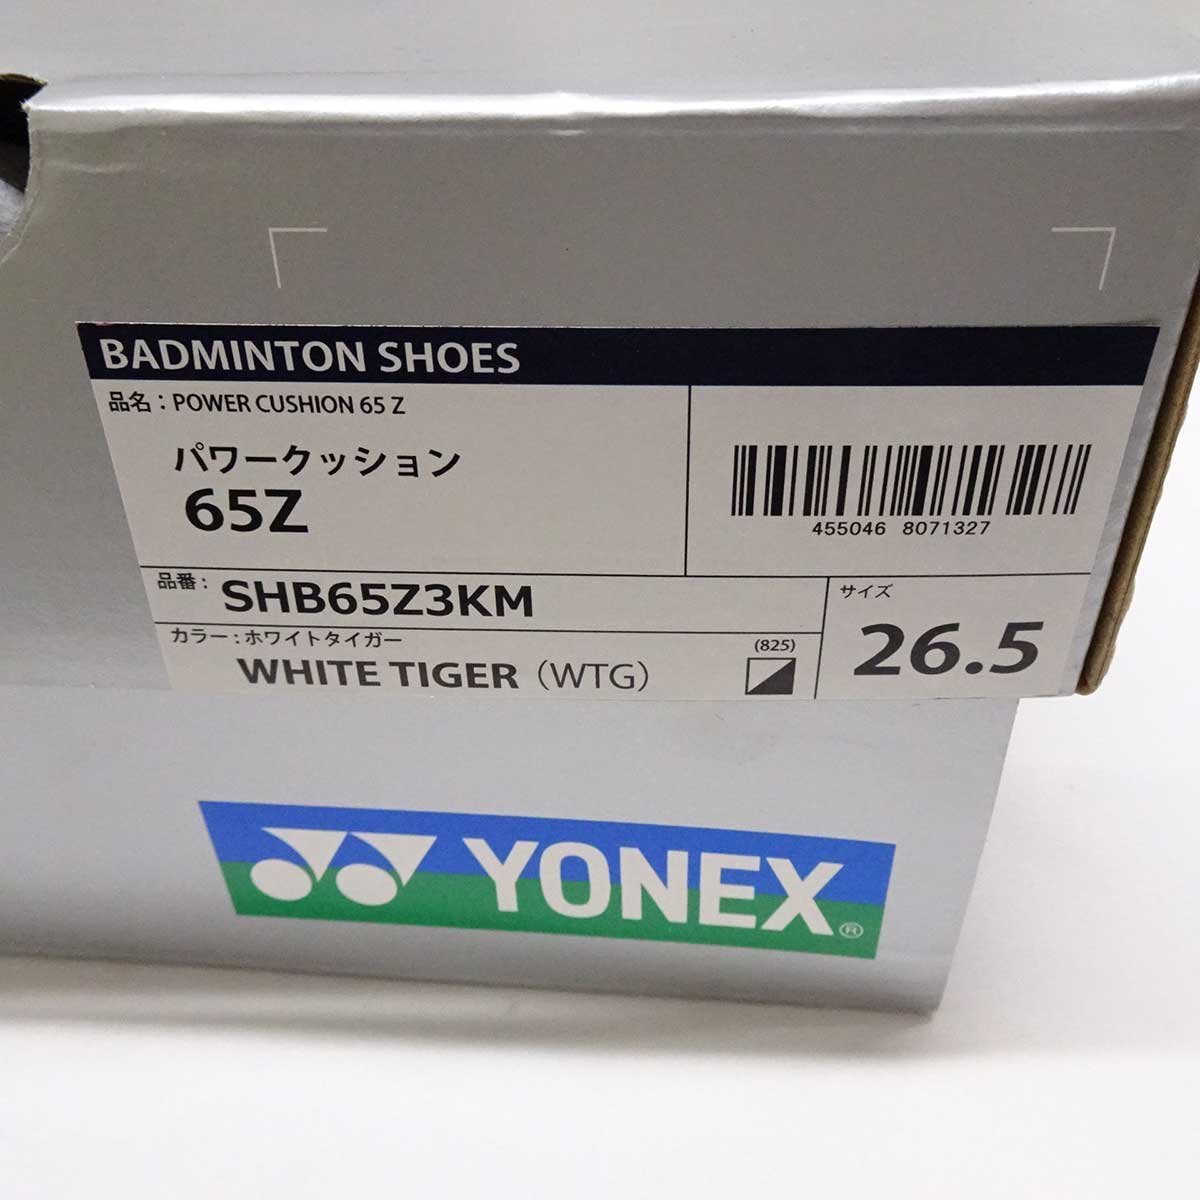 BADMINTON SHOES
品名：POWER CUSHION 65 Z
パワークッション
65Z
455046 8071327
品番： SHB65Z3KM
カラー：ホワイトタイガー
WHITE TIGER（WTG）
(825)
サイズ
26.5
YONEX®